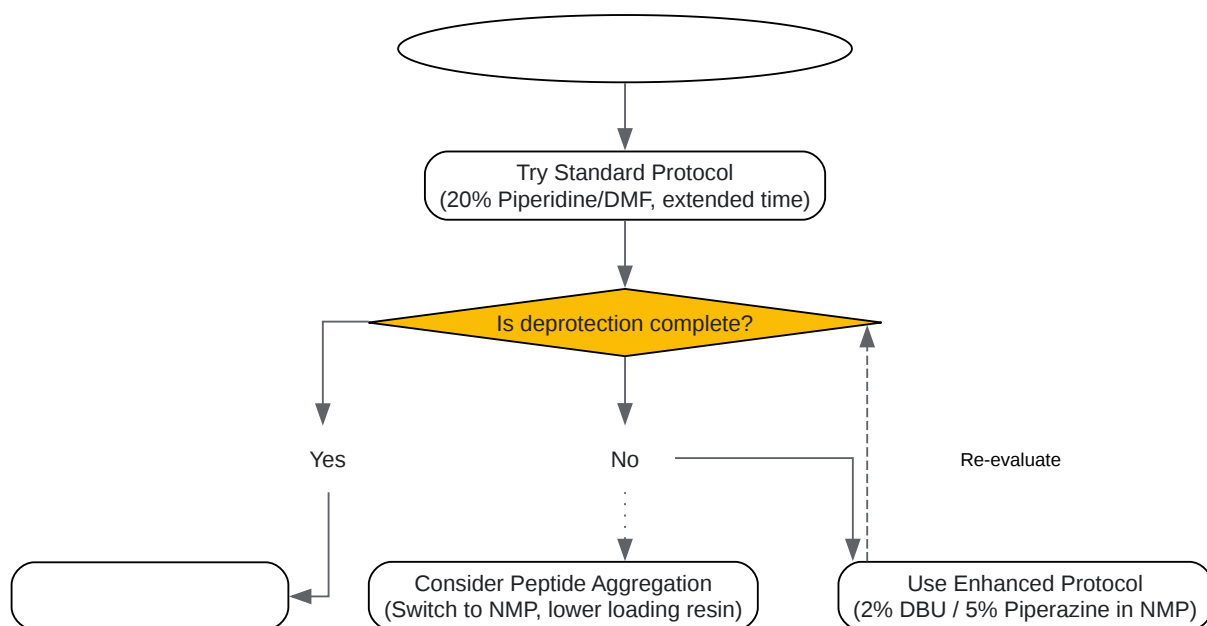 Try Standard Protocol
(20% Piperidine/DMF, extended time)
Is deprotection complete?
Yes
No
Re-evaluate
Consider Peptide Aggregation
(Switch to NMP, lower loading resin)
Use Enhanced Protocol
(2% DBU / 5% Piperazine in NMP)